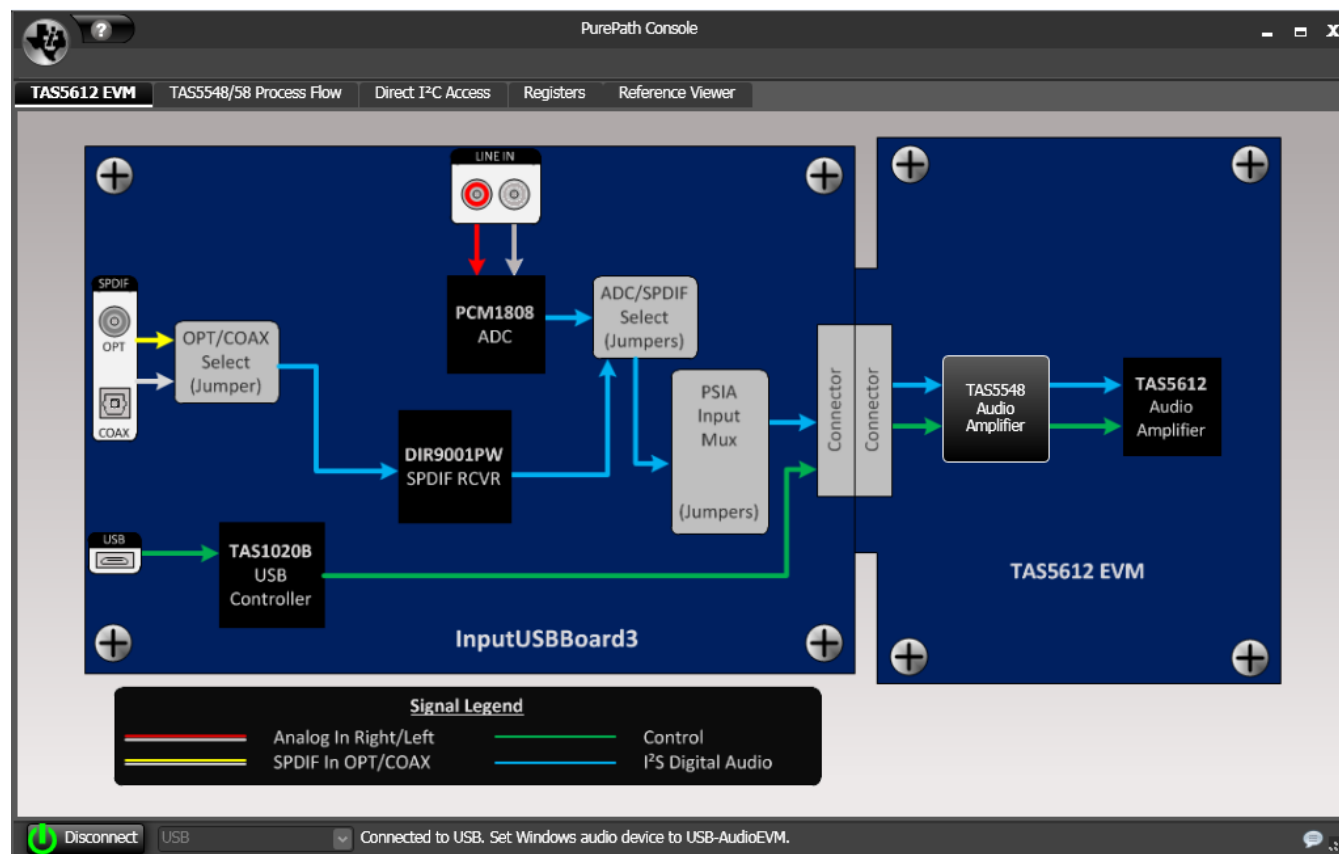 ?
PurePath Console
X
TAS5612 EVM
TAS5548/58 Process Flow
Direct I²C Access
Registers
Reference Viewer
LINE IN
SPDIF
OPT
COAX
OPT/COAX
Select
(Jumper)
PCM1808
ADC
ADC/SPDIF
Select
(Jumpers)
DIR9001PW
SPDIF RCVR
PSIA
Input
Mux
(Jumpers)
Connector
Connector
TAS5548
Audio
Amplifier
TAS5612
Audio
Amplifier
USB
TAS1020B
USB
Controller
InputUSBBoard3
TAS5612 EVM
Signal Legend
Analog In Right/Left
Control
SPDIF In OPT/COAX
I²S Digital Audio
Disconnect
USB
Connected to USB. Set Windows audio device to USB-AudioEVM.